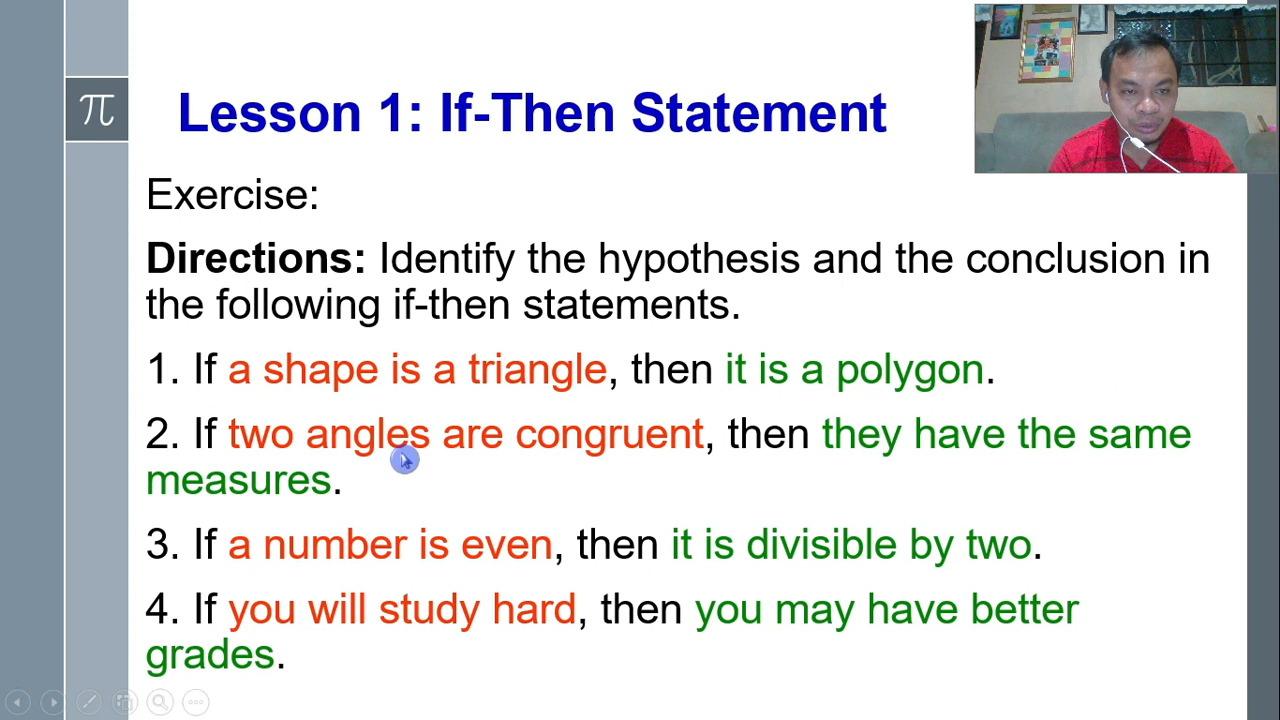 π
Lesson 1: If-Then Statement
Exercise:
Directions: Identify the hypothesis and the conclusion in
the following if-then statements.
1. If a shape is a triangle, then it is a polygon.
2. If two angles are congruent, then they have the same
measures.
3. If a number is even, then it is divisible by two.
4. If you will study hard, then you may have better
grades.